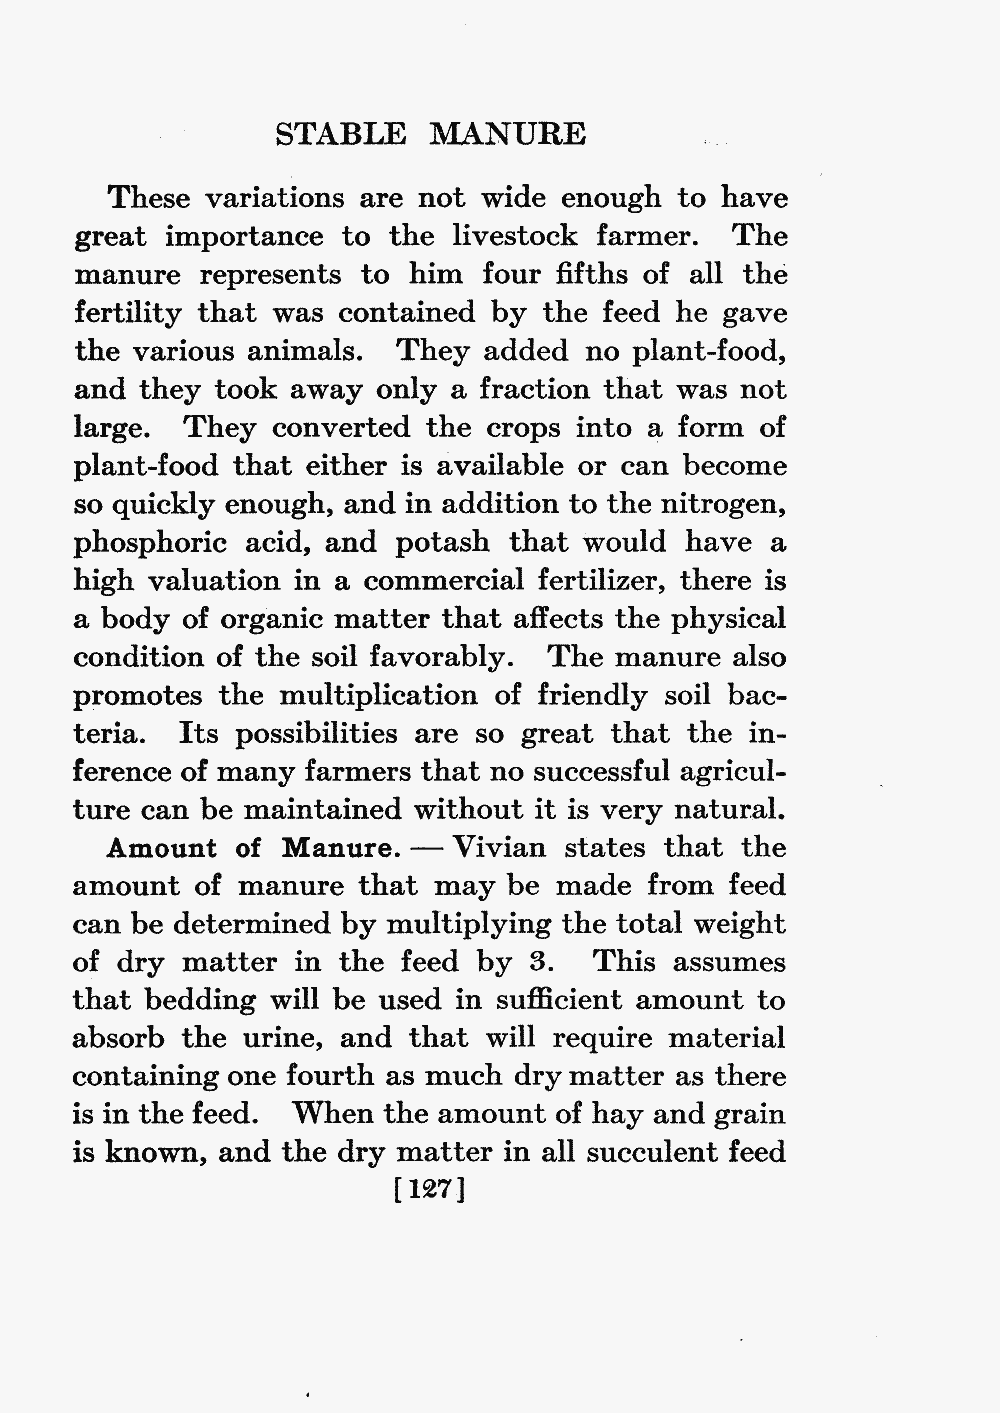 STABLE MANURE
These variations are not wide enough to have
great importance to the livestock farmer. The
manure represents to him four fifths of all the
fertility that was contained by the feed he gave
the various animals. They added no plant-food,
and they took away only a fraction that was not
large. They converted the crops into a form of
plant-food that either is available or can become
so quickly enough, and in addition to the nitrogen,
phosphoric acid, and potash that would have a
high valuation in a commercial fertilizer, there is
a body of organic matter that affects the physical
condition of the soil favorably. The manure also
promotes the multiplication of friendly soil bac-
teria. Its possibilities are so great that the in-
ference of many farmers that no successful agricul-
ture can be maintained without it is very natural.
Amount of Manure. — Vivian states that the
amount of manure that may be made from feed
can be determined by multiplying the total weight
of dry matter in the feed by 3. This assumes
that bedding will be used in sufficient amount to
absorb the urine, and that will require material
containing one fourth as much dry matter as there
is in the feed. When the amount of hay and grain
is known, and the dry matter in all succulent feed
[127]